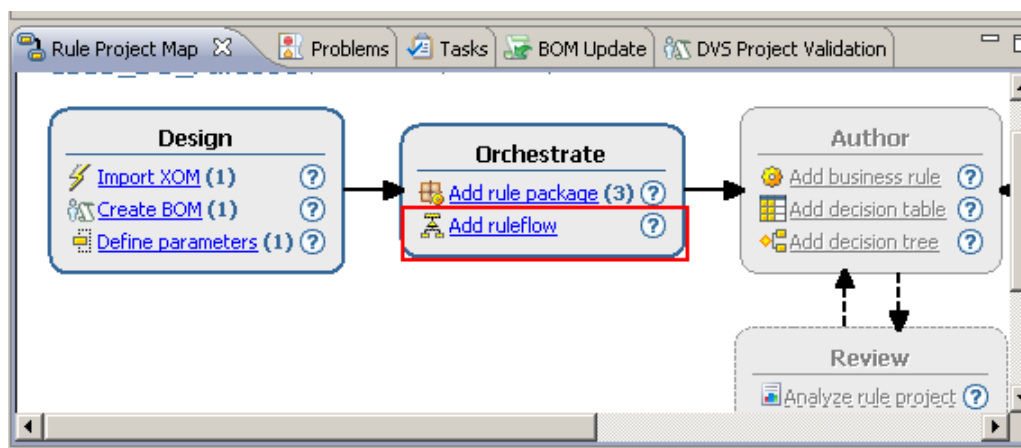 Rule Project Map
Problems
Tasks
BOM Update
DVS Project Validation
Design
Import XOM (1)
Create BOM (1)
Define parameters (1)
Orchestrate
Add rule package (3)
Add ruleflow
Author
Add business rule
Add decision table
Add decision tree
Review
Analyze rule project